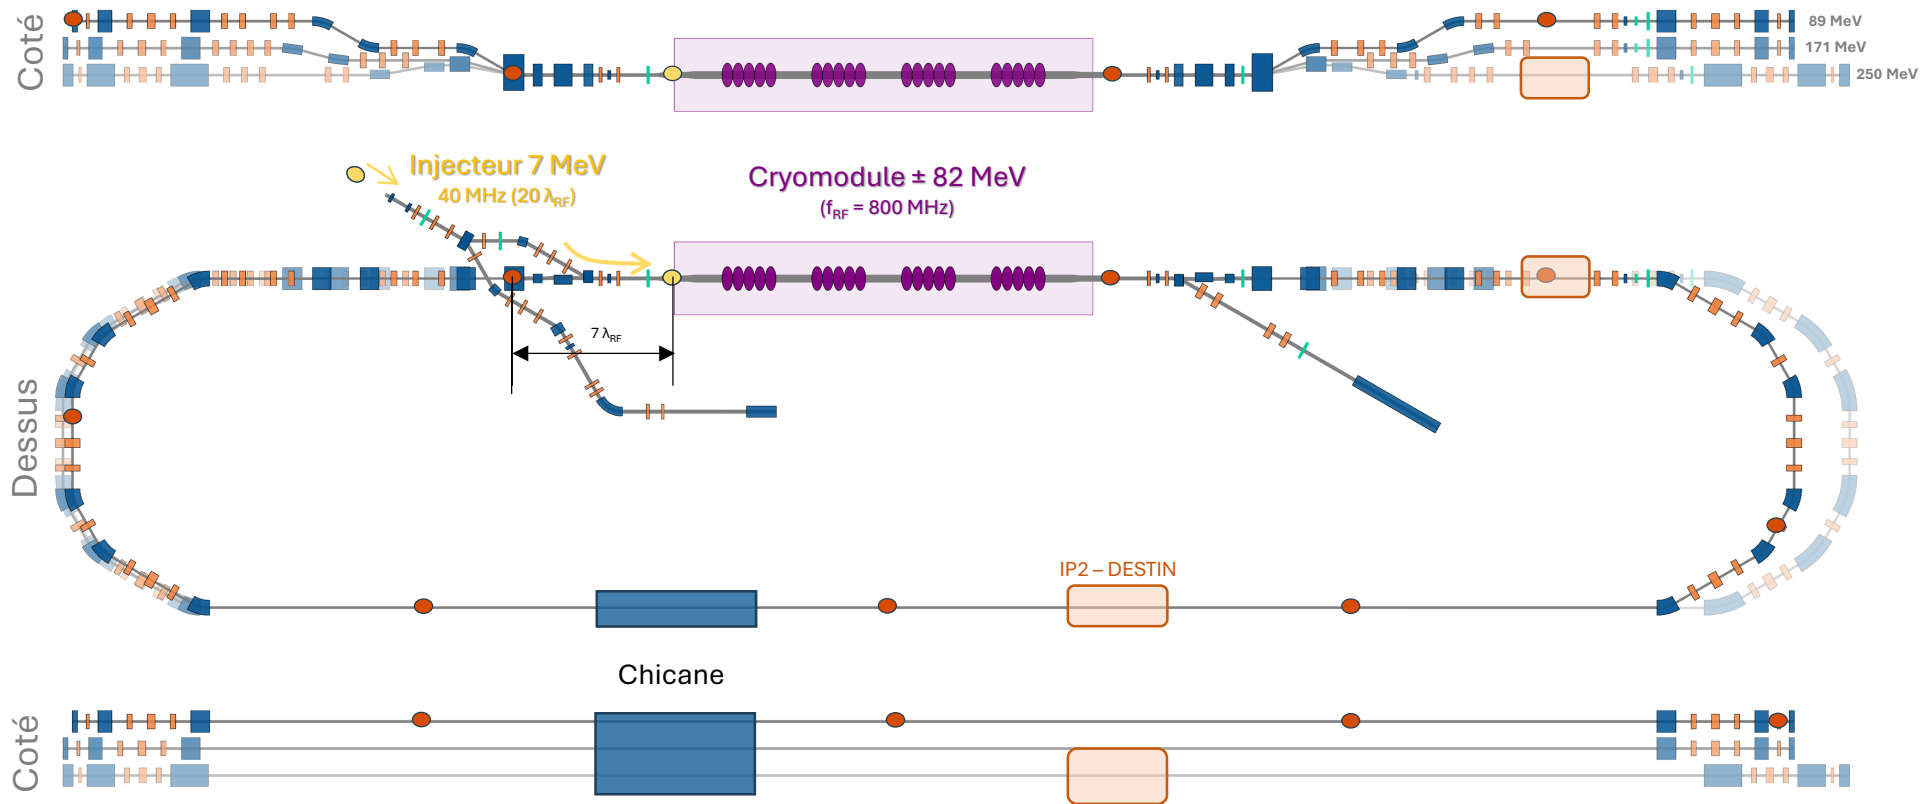 Coté
89 MeV
171 MeV
250 MeV
Injecteur 7 MeV
40 MHz (20 λRF)
Cryomodule ± 82 MeV
(fRF = 800 MHz)
7 λRF
Dessus
IP2 – DESTIN
Chicane
Coté